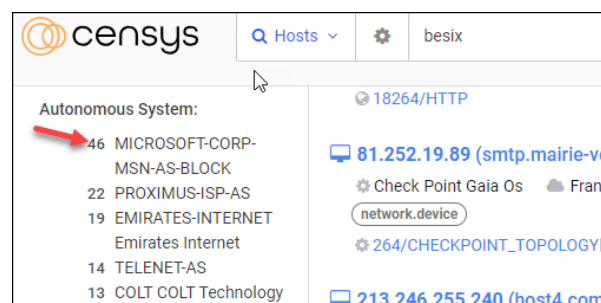 censys
Hosts
besix
Autonomous System:
46 MICROSOFT-CORP-
MSN-AS-BLOCK
22 PROXIMUS-ISP-AS
19 EMIRATES-INTERNET
Emirates Internet
14 TELENET-AS
13 COLT COLT Technology
18264/HTTP
81.252.19.89 (smtp.mairie-v
Check Point Gaia Os Fran
network.device
264/CHECKPOINT_TOPOLOGY
213.246.255.240 (host4.com